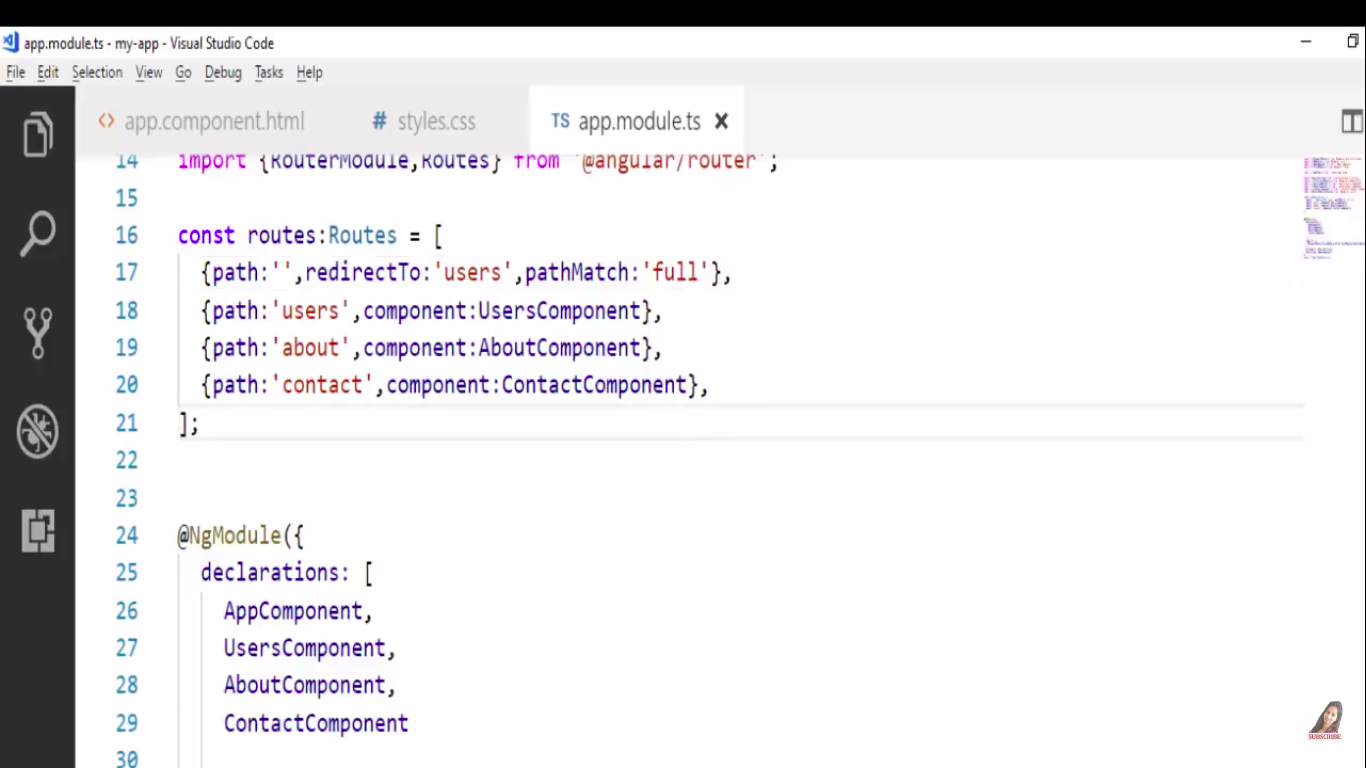 app.module.ts - my-app - Visual Studio Code
File Edit Selection View Go Debug Tasks Help
<> app.component.html # styles.css TS app.module.ts ×
14 import {RouterModule,Routes} from '@angular/router';
15
16 const routes:Routes = [
17 {path:'',redirectTo:'users',pathMatch:'full'},
18 {path:'users',component:UsersComponent},
19 {path:'about',component:AboutComponent},
20 {path:'contact',component:ContactComponent},
21 ];
22
23
24 @NgModule({
25 declarations: [
26 AppComponent,
27 UsersComponent,
28 AboutComponent,
29 ContactComponent
30
SUBSCRIBE